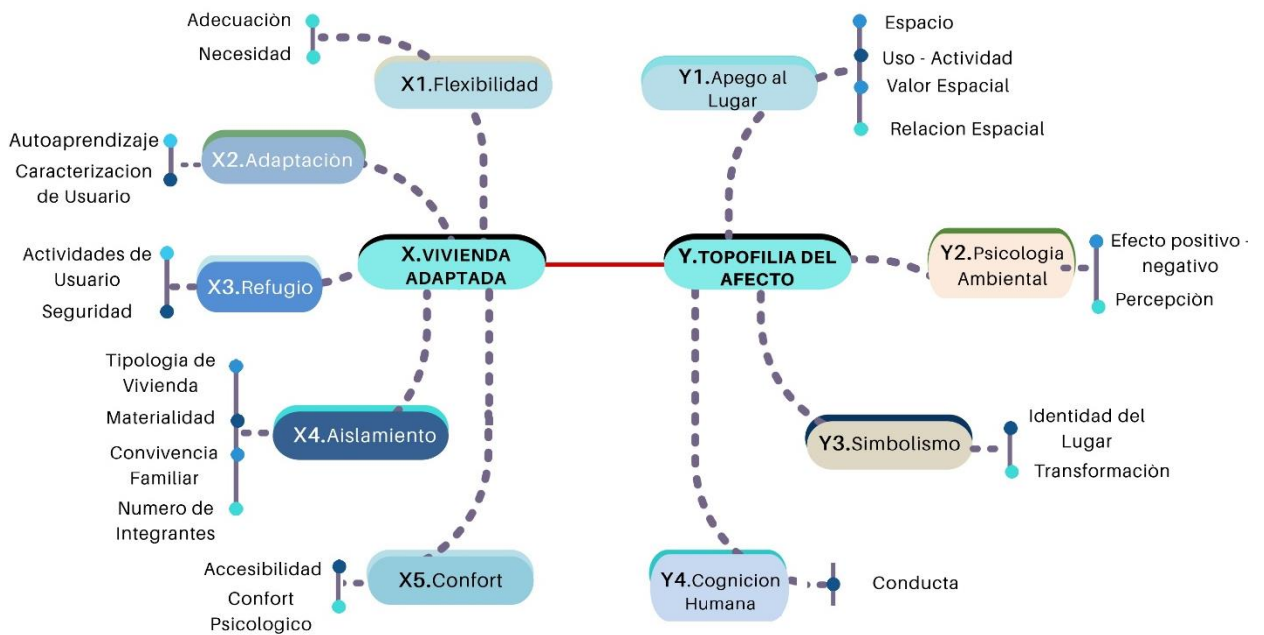 Adecuaciòn
Necesidad
X1.Flexibilidad
Autoaprendizaje
Caracterizacion
de Usuario
X2.Adaptaciòn
Actividades de
Usuario
Seguridad
X3.Refugio
X.VIVIENDA
ADAPTADA
Tipologia de
Vivienda
Materialidad
Convivencia
Familiar
Numero de
Integrantes
X4.Aislamiento
Accesibilidad
Confort
Psicologico
X5.Confort
Y1.Apego al
Lugar
Espacio
Uso - Actividad
Valor Espacial
Relacion Espacial
Y.TOPOFILIA DEL
AFECTO
Y2.Psicologia
Ambiental
Efecto positivo -
negativo
Percepciòn
Y3.Simbolismo
Identidad del
Lugar
Transformaciòn
Y4.Cognicion
Humana
Conducta